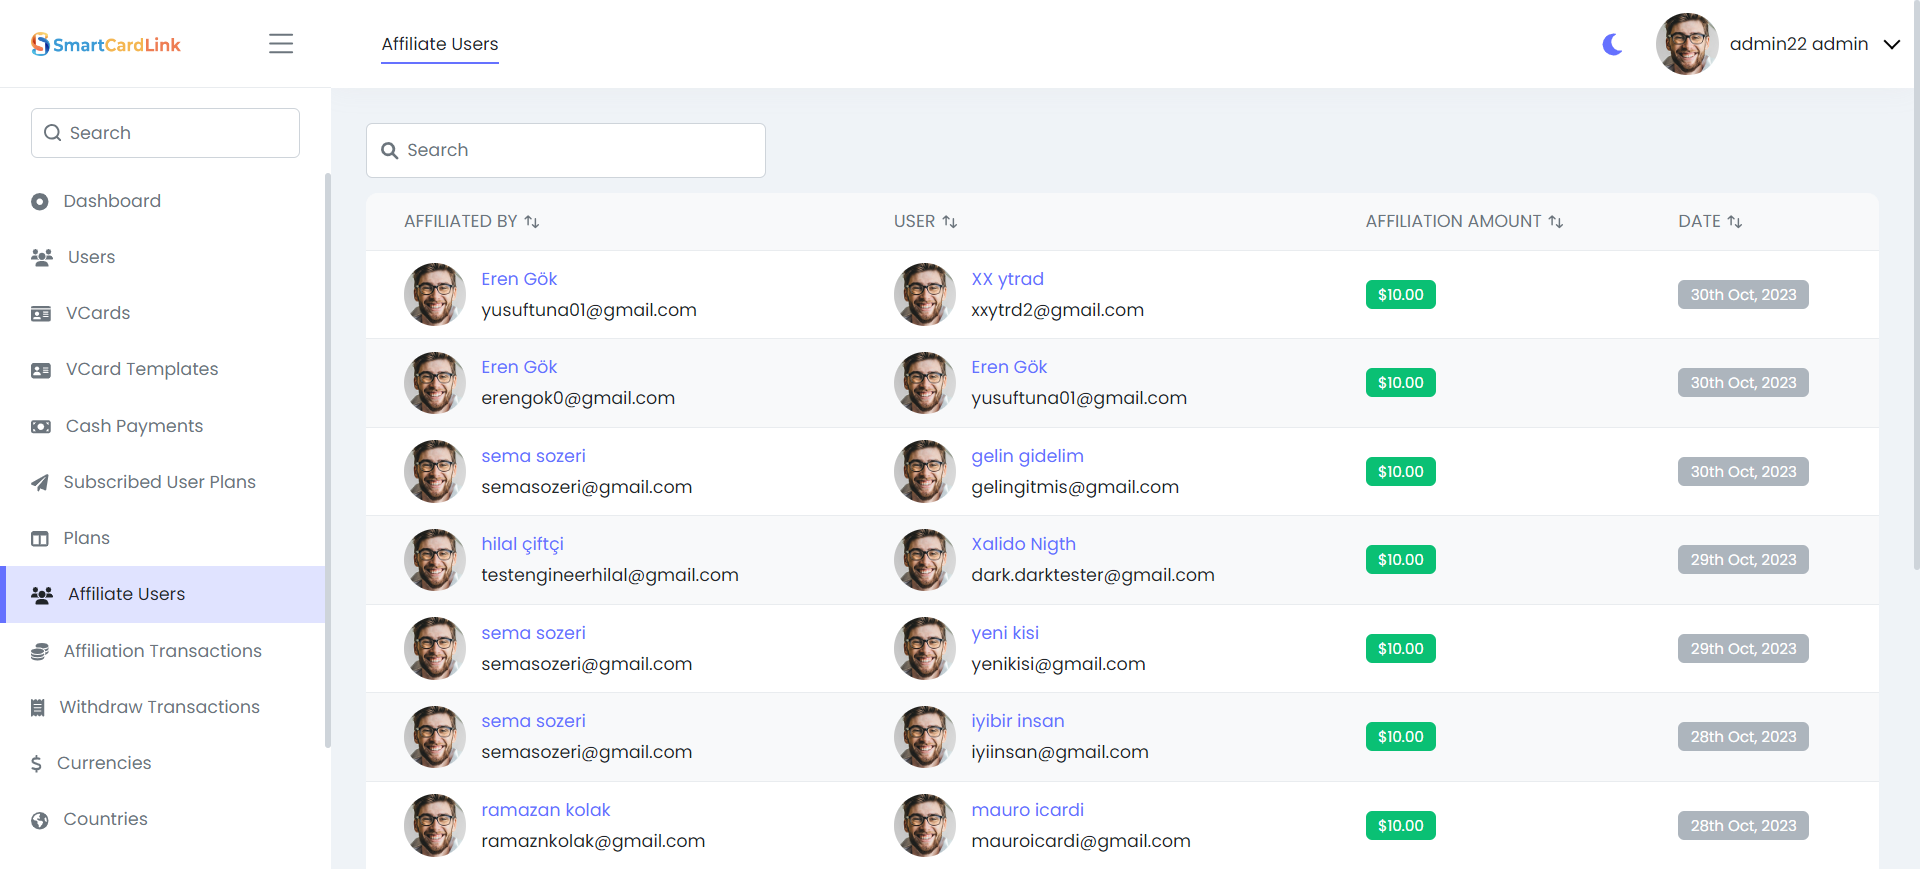 SmartCardLink
Affiliate Users
admin22 admin
Search
Dashboard
Users
VCards
VCard Templates
Cash Payments
Subscribed User Plans
Plans
Affiliate Users
Affiliation Transactions
Withdraw Transactions
Currencies
Countries
Search
AFFILIATED BY USER AFFILIATION AMOUNT DATE
Eren Gök XX ytrad
yusuftuna01@gmail.com xxytrd2@gmail.com
$10.00 30th Oct, 2023
Eren Gök Eren Gök
erengok0@gmail.com yusuftuna01@gmail.com
$10.00 30th Oct, 2023
sema sozeri gelin gidelim
semasozeri@gmail.com gelingitmis@gmail.com
$10.00 30th Oct, 2023
hilal çiftçi Xalido Nigth
testengineerhilal@gmail.com dark.darktester@gmail.com
$10.00 29th Oct, 2023
sema sozeri yeni kisi
semasozeri@gmail.com yenikisi@gmail.com
$10.00 29th Oct, 2023
sema sozeri iyibir insan
semasozeri@gmail.com iyiinsan@gmail.com
$10.00 28th Oct, 2023
ramazan kolak mauro icardi
ramaznkolak@gmail.com mauroicardi@gmail.com
$10.00 28th Oct, 2023